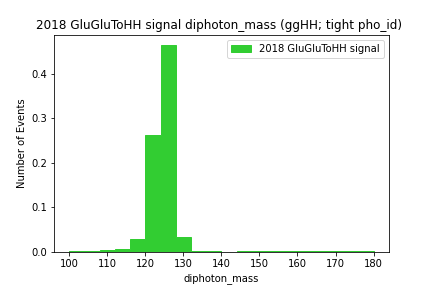 2018 GluGluToHH signal diphoton_mass (ggHH; tight pho_id)
2018 GluGluToHH signal
Number of Events
0.4
0.3
0.2
0.1
0.0
100 110 120 130 140 150 160 170 180
diphoton_mass